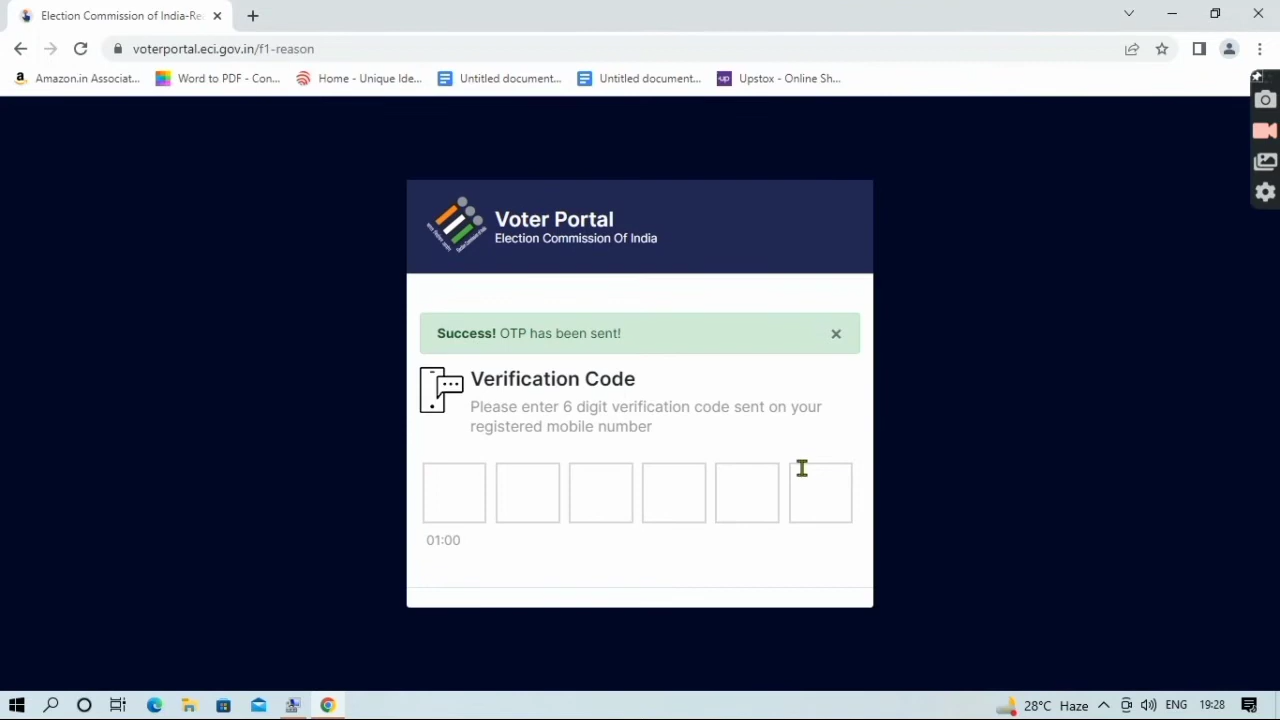 Election Commission of India-Re
voterportal.eci.gov.in/f1-reason
Amazon.in Associat...
Word to PDF - Con...
Home - Unique Ide...
Untitled document...
Untitled document...
up
Upstox - Online Sh...
Voter Portal
Election Commission Of India
Success! OTP has been sent!
Verification Code
Please enter 6 digit verification code sent on your
registered mobile number
01:00
28°C Haze
ENG
19:28